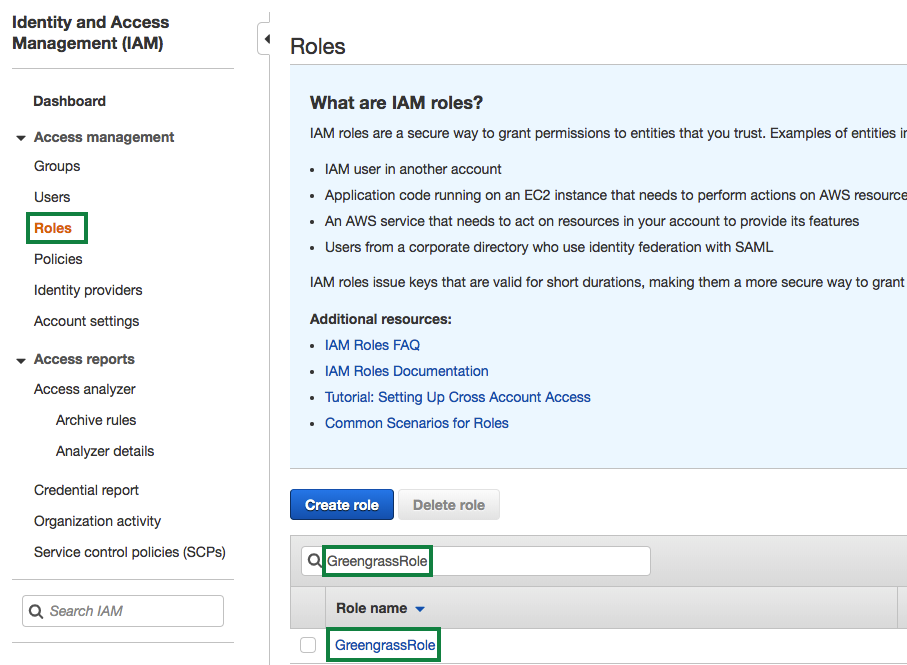 Identity and Access
Management (IAM)
Dashboard
Access management
Groups
Users
Roles
Policies
Identity providers
Account settings
Access reports
Access analyzer
Archive rules
Analyzer details
Credential report
Organization activity
Service control policies (SCPs)
Search IAM
Roles
What are IAM roles?
IAM roles are a secure way to grant permissions to entities that you trust. Examples of entities
IAM user in another account
Application code running on an EC2 instance that needs to perform actions on AWS resource
An AWS service that needs to act on resources in your account to provide its features
Users from a corporate directory who use identity federation with SAML
IAM roles issue keys that are valid for short durations, making them a more secure way to grant
Additional resources:
IAM Roles FAQ
IAM Roles Documentation
Tutorial: Setting Up Cross Account Access
Common Scenarios for Roles
Create role Delete role
GreengrassRole
Role name
GreengrassRole